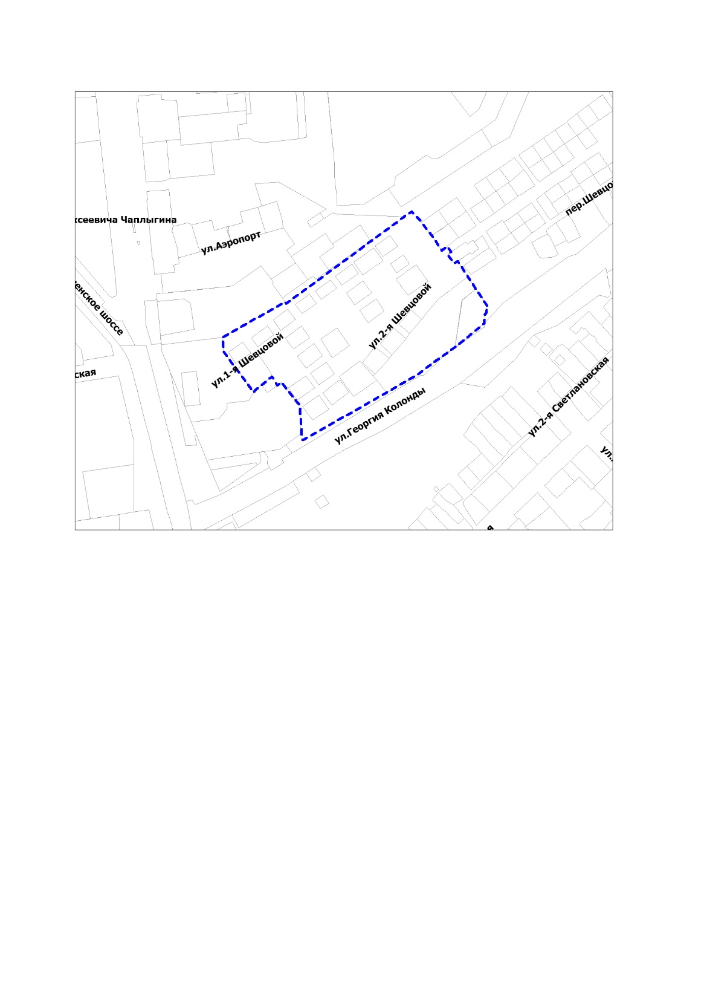 пер.Шевцо
ксеевича Чаплыгина
ул.Аэропорт
енское шоссе
ул.2-я Шевцовой
ул.1-я Шевцовой
ская
ул.Георгия Колонды
ул.2-я Светлановская
ул.
я